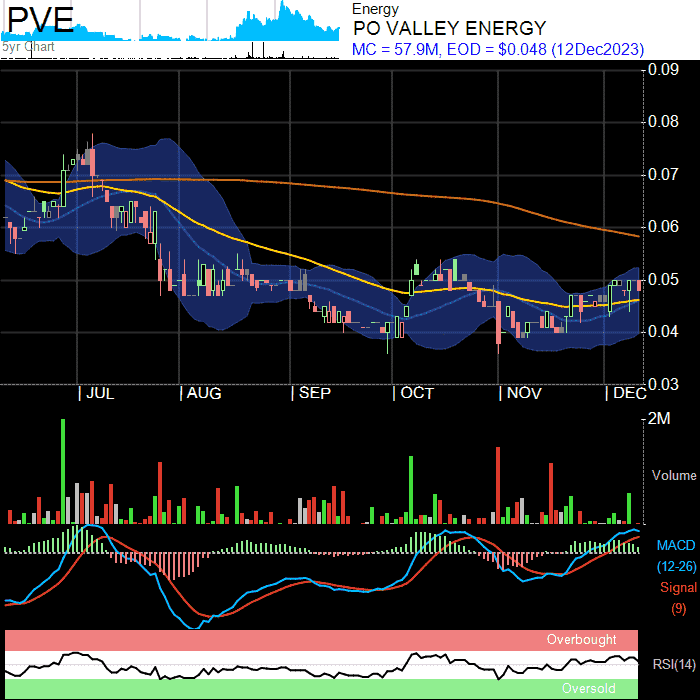 PVE
5yr Chart
Energy
PO VALLEY ENERGY
MC = 57.9M, EOD = $0.048 (12Dec2023)
0.09
0.08
0.07
0.06
0.05
0.04
0.03
JUL AUG SEP OCT NOV DEC
2M
Volume
MACD
(12-26)
Signal
(9)
Overbought
RSI(14)
Oversold